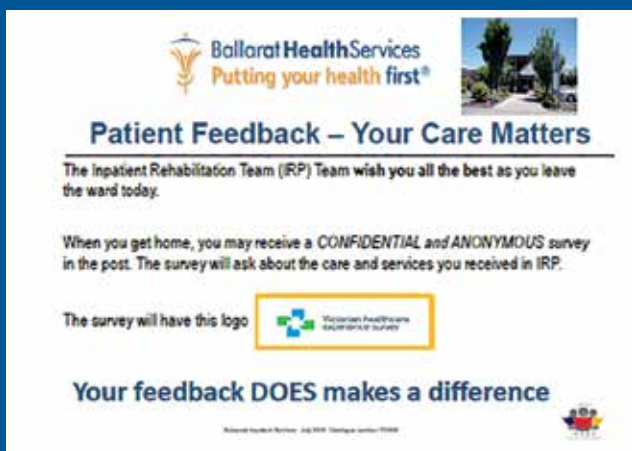 Ballarat Health Services
Putting your health first®
Patient Feedback – Your Care Matters
The Inpatient Rehabilitation Team (IRP) Team wish you all the best as you leave
the ward today.
When you get home, you may receive a CONFIDENTIAL and ANONYMOUS survey
in the post. The survey will ask about the care and services you received in IRP.
The survey will have this logo
Victorian healthcare
experience survey
Your feedback DOES makes a difference